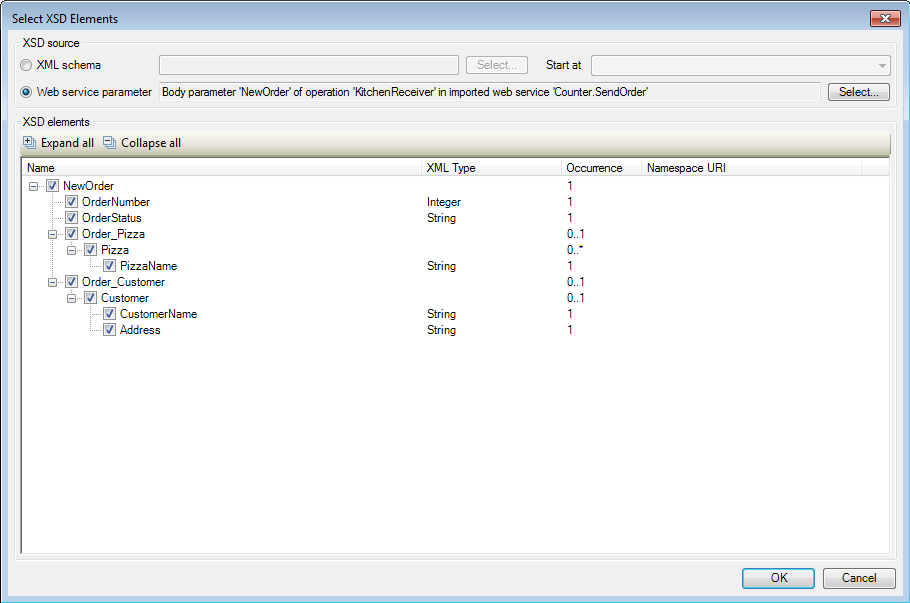 Select XSD Elements
XSD source
XML schema Select... Start at
Web service parameter Body parameter 'NewOrder' of operation 'KitchenReceiver' in imported web service 'Counter.SendOrder' Select...
XSD elements
Expand all Collapse all
Name XML Type Occurrence Namespace URI
NewOrder 1
OrderNumber Integer 1
OrderStatus String 1
Order_Pizza 0..1
Pizza 0..*
PizzaName String 1
Order_Customer 0..1
Customer 0..1
CustomerName String 1
Address String 1
OK Cancel